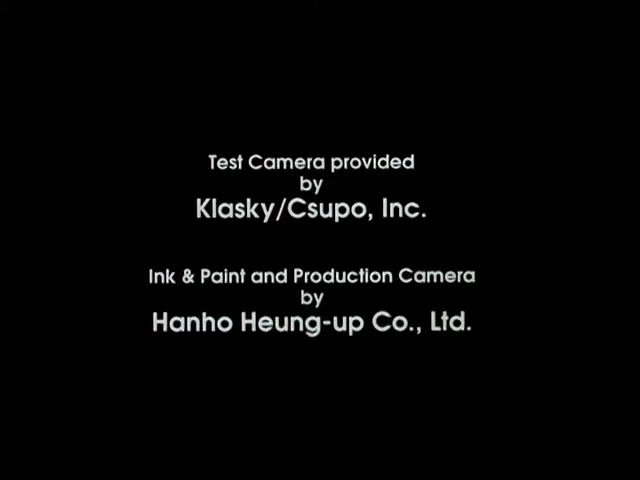 Test Camera provided
by
Klasky/Csupo, Inc.
Ink & Paint and Production Camera
by
Hanho Heung-up Co., Ltd.